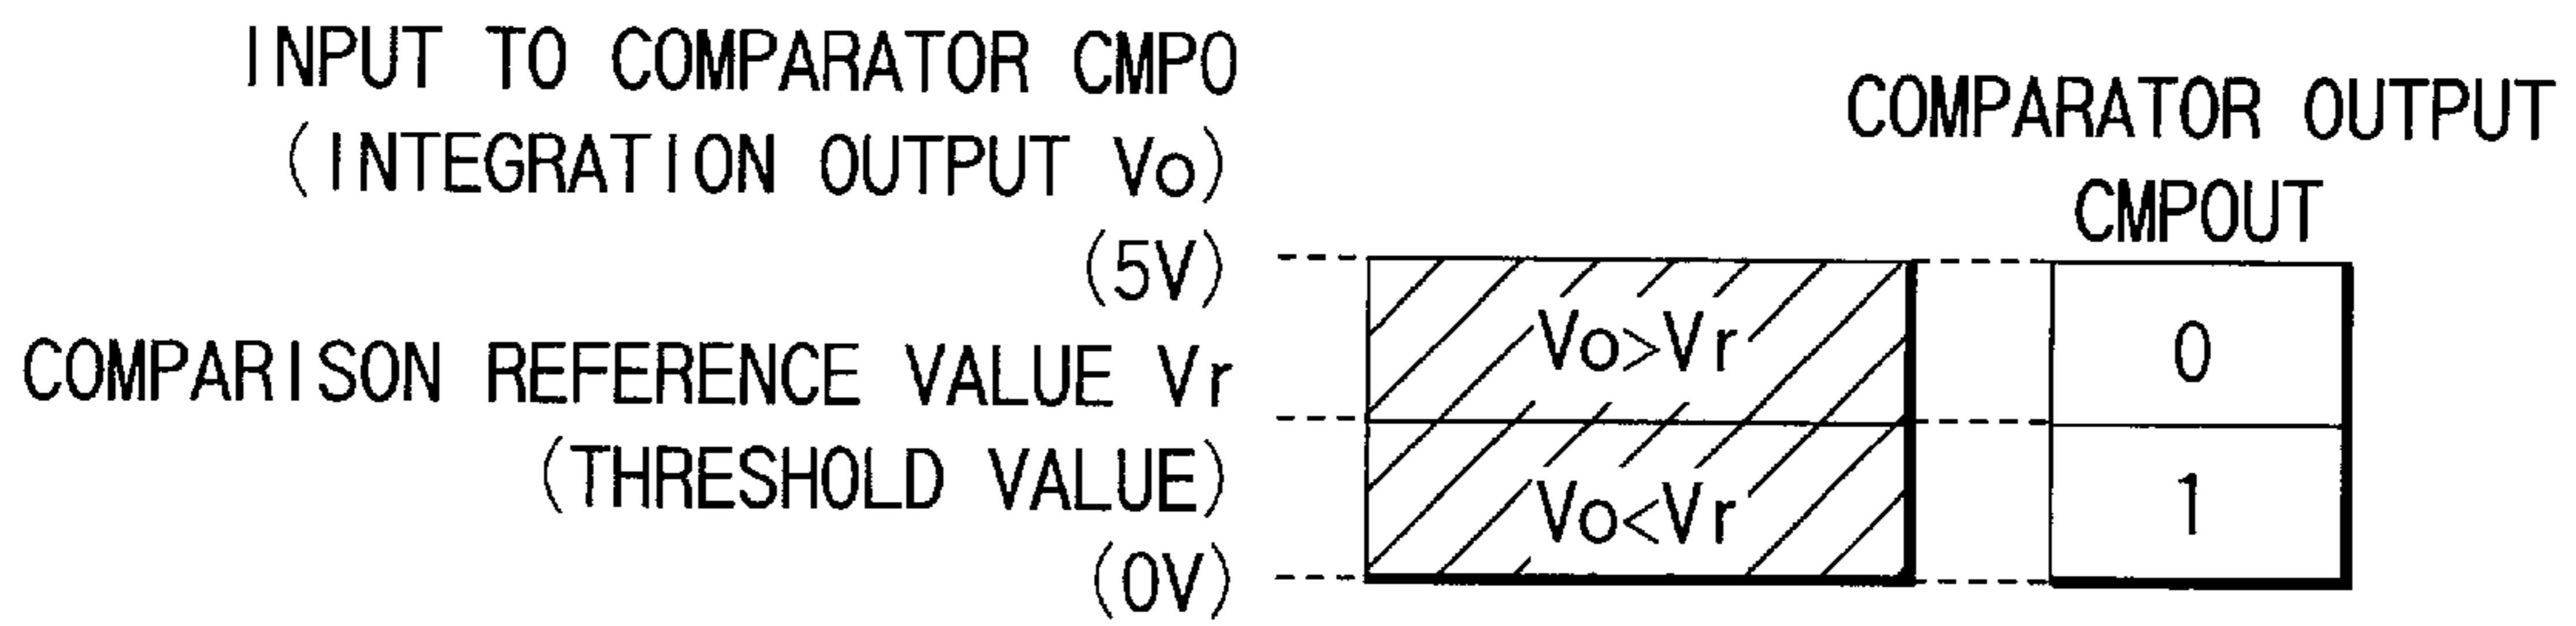 INPUT TO COMPARATOR CMP0
(INTEGRATION OUTPUT Vo)
(5V)
COMPARISON REFERENCE VALUE Vr
(THRESHOLD VALUE)
(0V)
Vo>Vr
Vo<Vr
COMPARATOR OUTPUT
CMPOUT
0
1